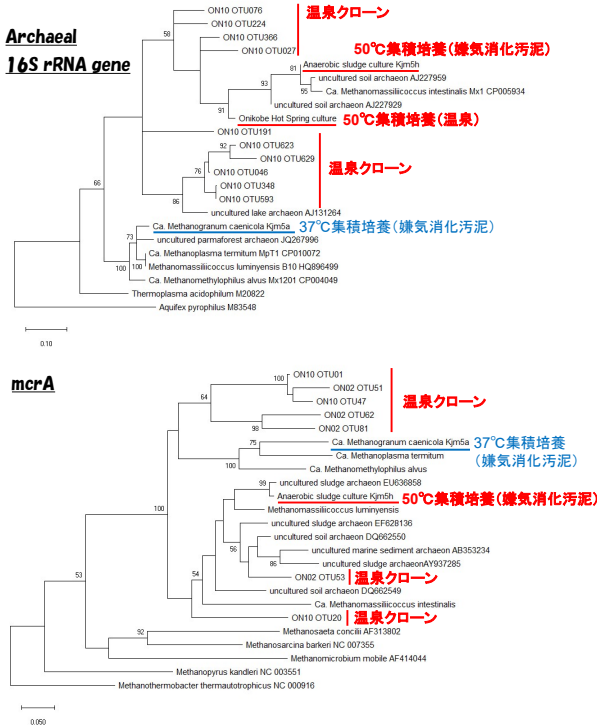 Archaeal
16S rRNA gene
ON10 OTU076
ON10 OTU224
温泉クローン
58
ON10 OTU366
ON10 OTU027
50℃集積培養(嫌気消化汚泥)
81
Anaerobic sludge culture Kjm5h
93
uncultured soil archaeon AJ227959
55
Ca. Methanomassiliicoccus intestinalis Mx1 CP005934
uncultured soil archaeon AJ227929
91
Onikobe Hot Spring culture
50℃集積培養(温泉)
ON10 OTU191
92
ON10 OTU623
ON10 OTU629
温泉クローン
76
ON10 OTU046
ON10 OTU348
66
86
ON10 OTU593
uncultured lake archaeon AJ131264
Ca. Methanogranum caenicola Kjm5a
37℃集積培養(嫌気消化汚泥)
73
uncultured parmaforest archaeon JQ267996
Ca. Methanoplasma termitum MpT1 CP010072
100
100
Methanomassiliicoccus luminyensis B10 HQ896499
Ca. Methanomethylophilus alvus Mx1201 CP004049
Thermoplasma acidophilum M20822
Aquifex pyrophilus M83548
0.10
mcrA
100
ON10 OTU01
ON02 OTU51
64
ON10 OTU47
温泉クローン
ON02 OTU62
98
ON02 OTU81
75
Ca. Methanogranum caenicola Kjm5a
37℃集積培養
(嫌気消化汚泥)
Ca. Methanoplasma termitum
100
Ca. Methanomethylophilus alvus
99
uncultured sludge archaeon EU636858
Anaerobic sludge culture Kjm5h
50℃集積培養(嫌気消化汚泥)
100
Methanomassiliicoccus luminyensis
uncultured sludge archaeon EF628136
uncultured soil archaeon DQ662550
56
uncultured marine sediment archaeon AB353234
86
uncultured sludge archaeonAY937285
53
54
ON02 OTU53
温泉クローン
uncultured soil archaeon DQ662549
Ca. Methanomassiliicoccus intestinalis
ON10 OTU20
温泉クローン
92
Methanosaeta concilii AF313802
Methanosarcina barkeri NC 007355
Methanomicrobium mobile AF414044
Methanopyrus kandleri NC 003551
Methanothermobacter thermautotrophicus NC 000916
0.050